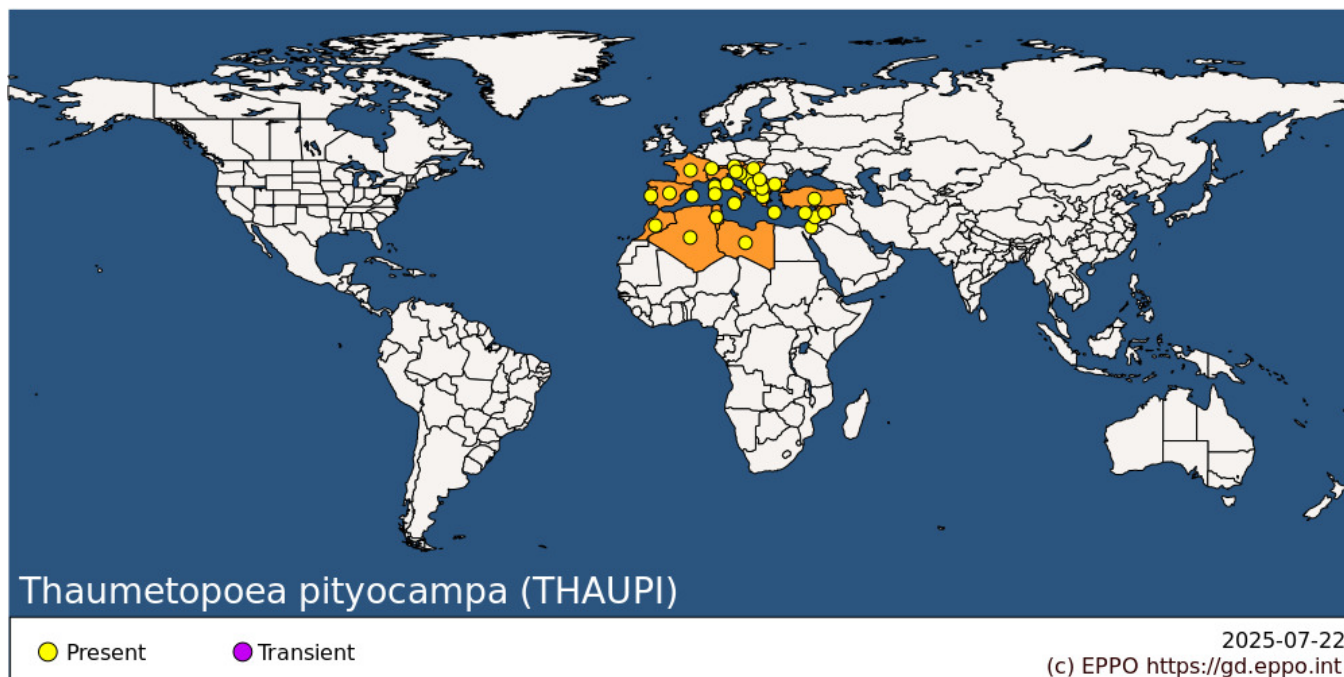 Thaumetopoea pityocampa (THAUPI)
Present
Transient
2025-07-22
(c) EPPO https://gd.eppo.int